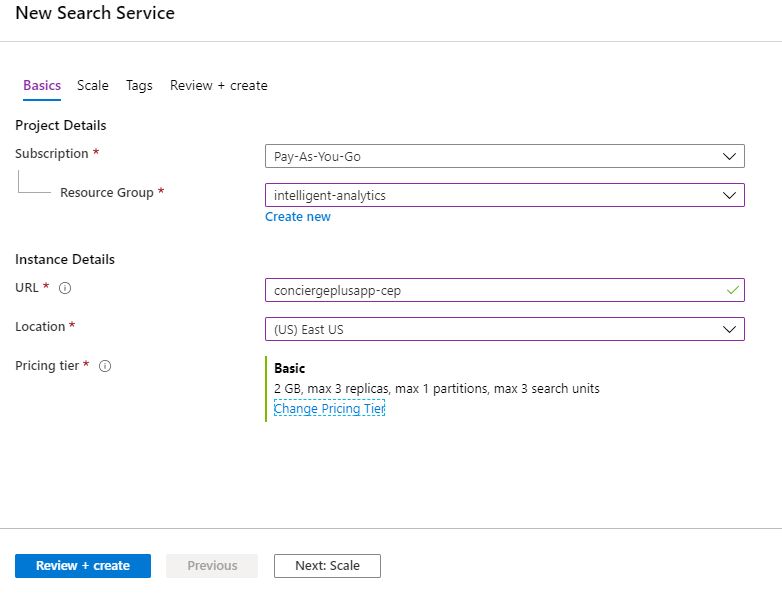 New Search Service
Basics Scale Tags Review + create
Project Details
Subscription * Pay-As-You-Go
Resource Group * intelligent-analytics
Create new
Instance Details
URL * conciergeplusapp-cep
Location * (US) East US
Pricing tier * Basic
2 GB, max 3 replicas, max 1 partitions, max 3 search units
Change Pricing Tier
Review + create Previous Next: Scale